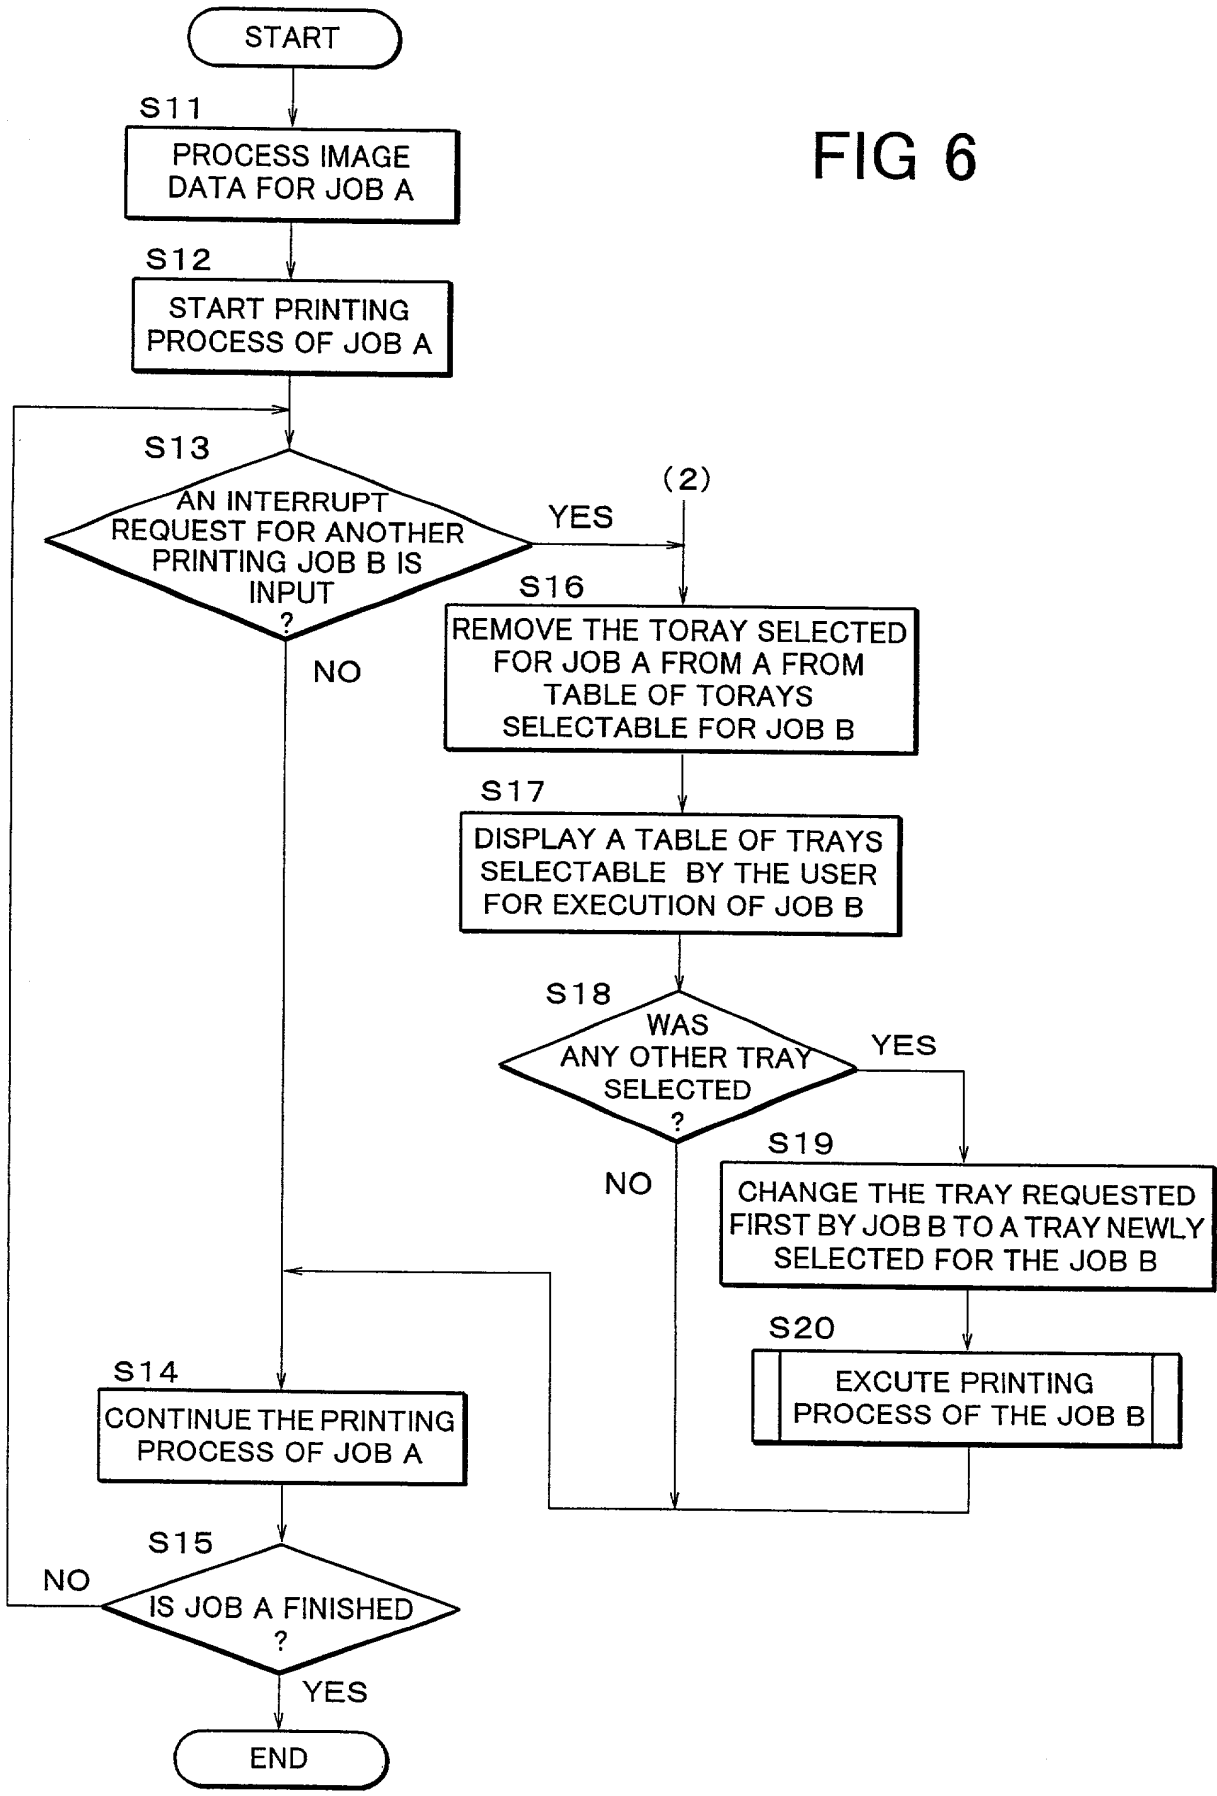 START
FIG 6
S11
PROCESS IMAGE
DATA FOR JOB A
S12
START PRINTING
PROCESS OF JOB A
S13
AN INTERRUPT
REQUEST FOR ANOTHER
PRINTING JOB B IS
INPUT
?
YES
NO
(2)
S16
REMOVE THE TORAY SELECTED
FOR JOB A FROM A FROM
TABLE OF TORAYS
SELECTABLE FOR JOB B
S17
DISPLAY A TABLE OF TRAYS
SELECTABLE BY THE USER
FOR EXECUTION OF JOB B
S18
WAS
ANY OTHER TRAY
SELECTED
?
YES
NO
S19
CHANGE THE TRAY REQUESTED
FIRST BY JOB B TO A TRAY NEWLY
SELECTED FOR THE JOB B
S20
EXCUTE PRINTING
PROCESS OF THE JOB B
S14
CONTINUE THE PRINTING
PROCESS OF JOB A
S15
NO
IS JOB A FINISHED
?
YES
END